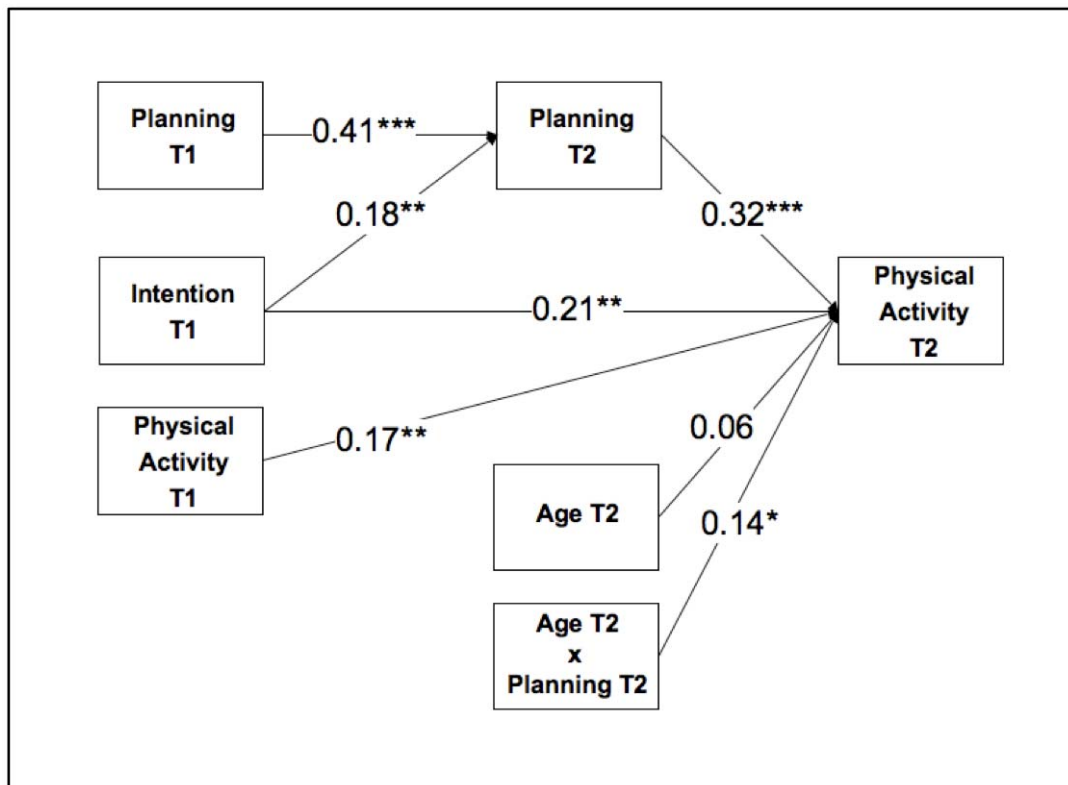 Planning
T1
0.41***
Planning
T2
0.18**
0.32***
Intention
T1
0.21**
Physical
Activity
T2
Physical
Activity
T1
0.17**
0.06
Age T2
0.14*
Age T2
x
Planning T2